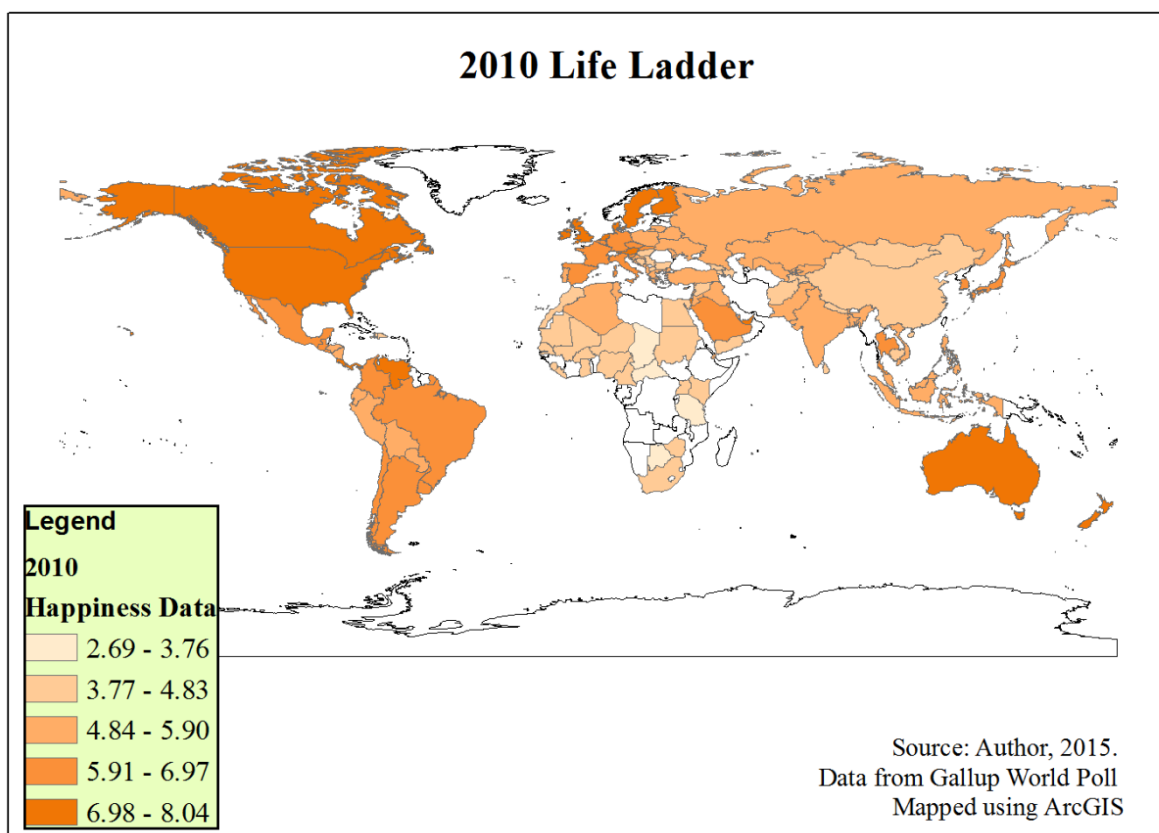 2010 Life Ladder
Legend
2010
Happiness Data
2.69 - 3.76
3.77 - 4.83
4.84 - 5.90
5.91 - 6.97
6.98 - 8.04
Source: Author, 2015.
Data from Gallup World Poll
Mapped using ArcGIS